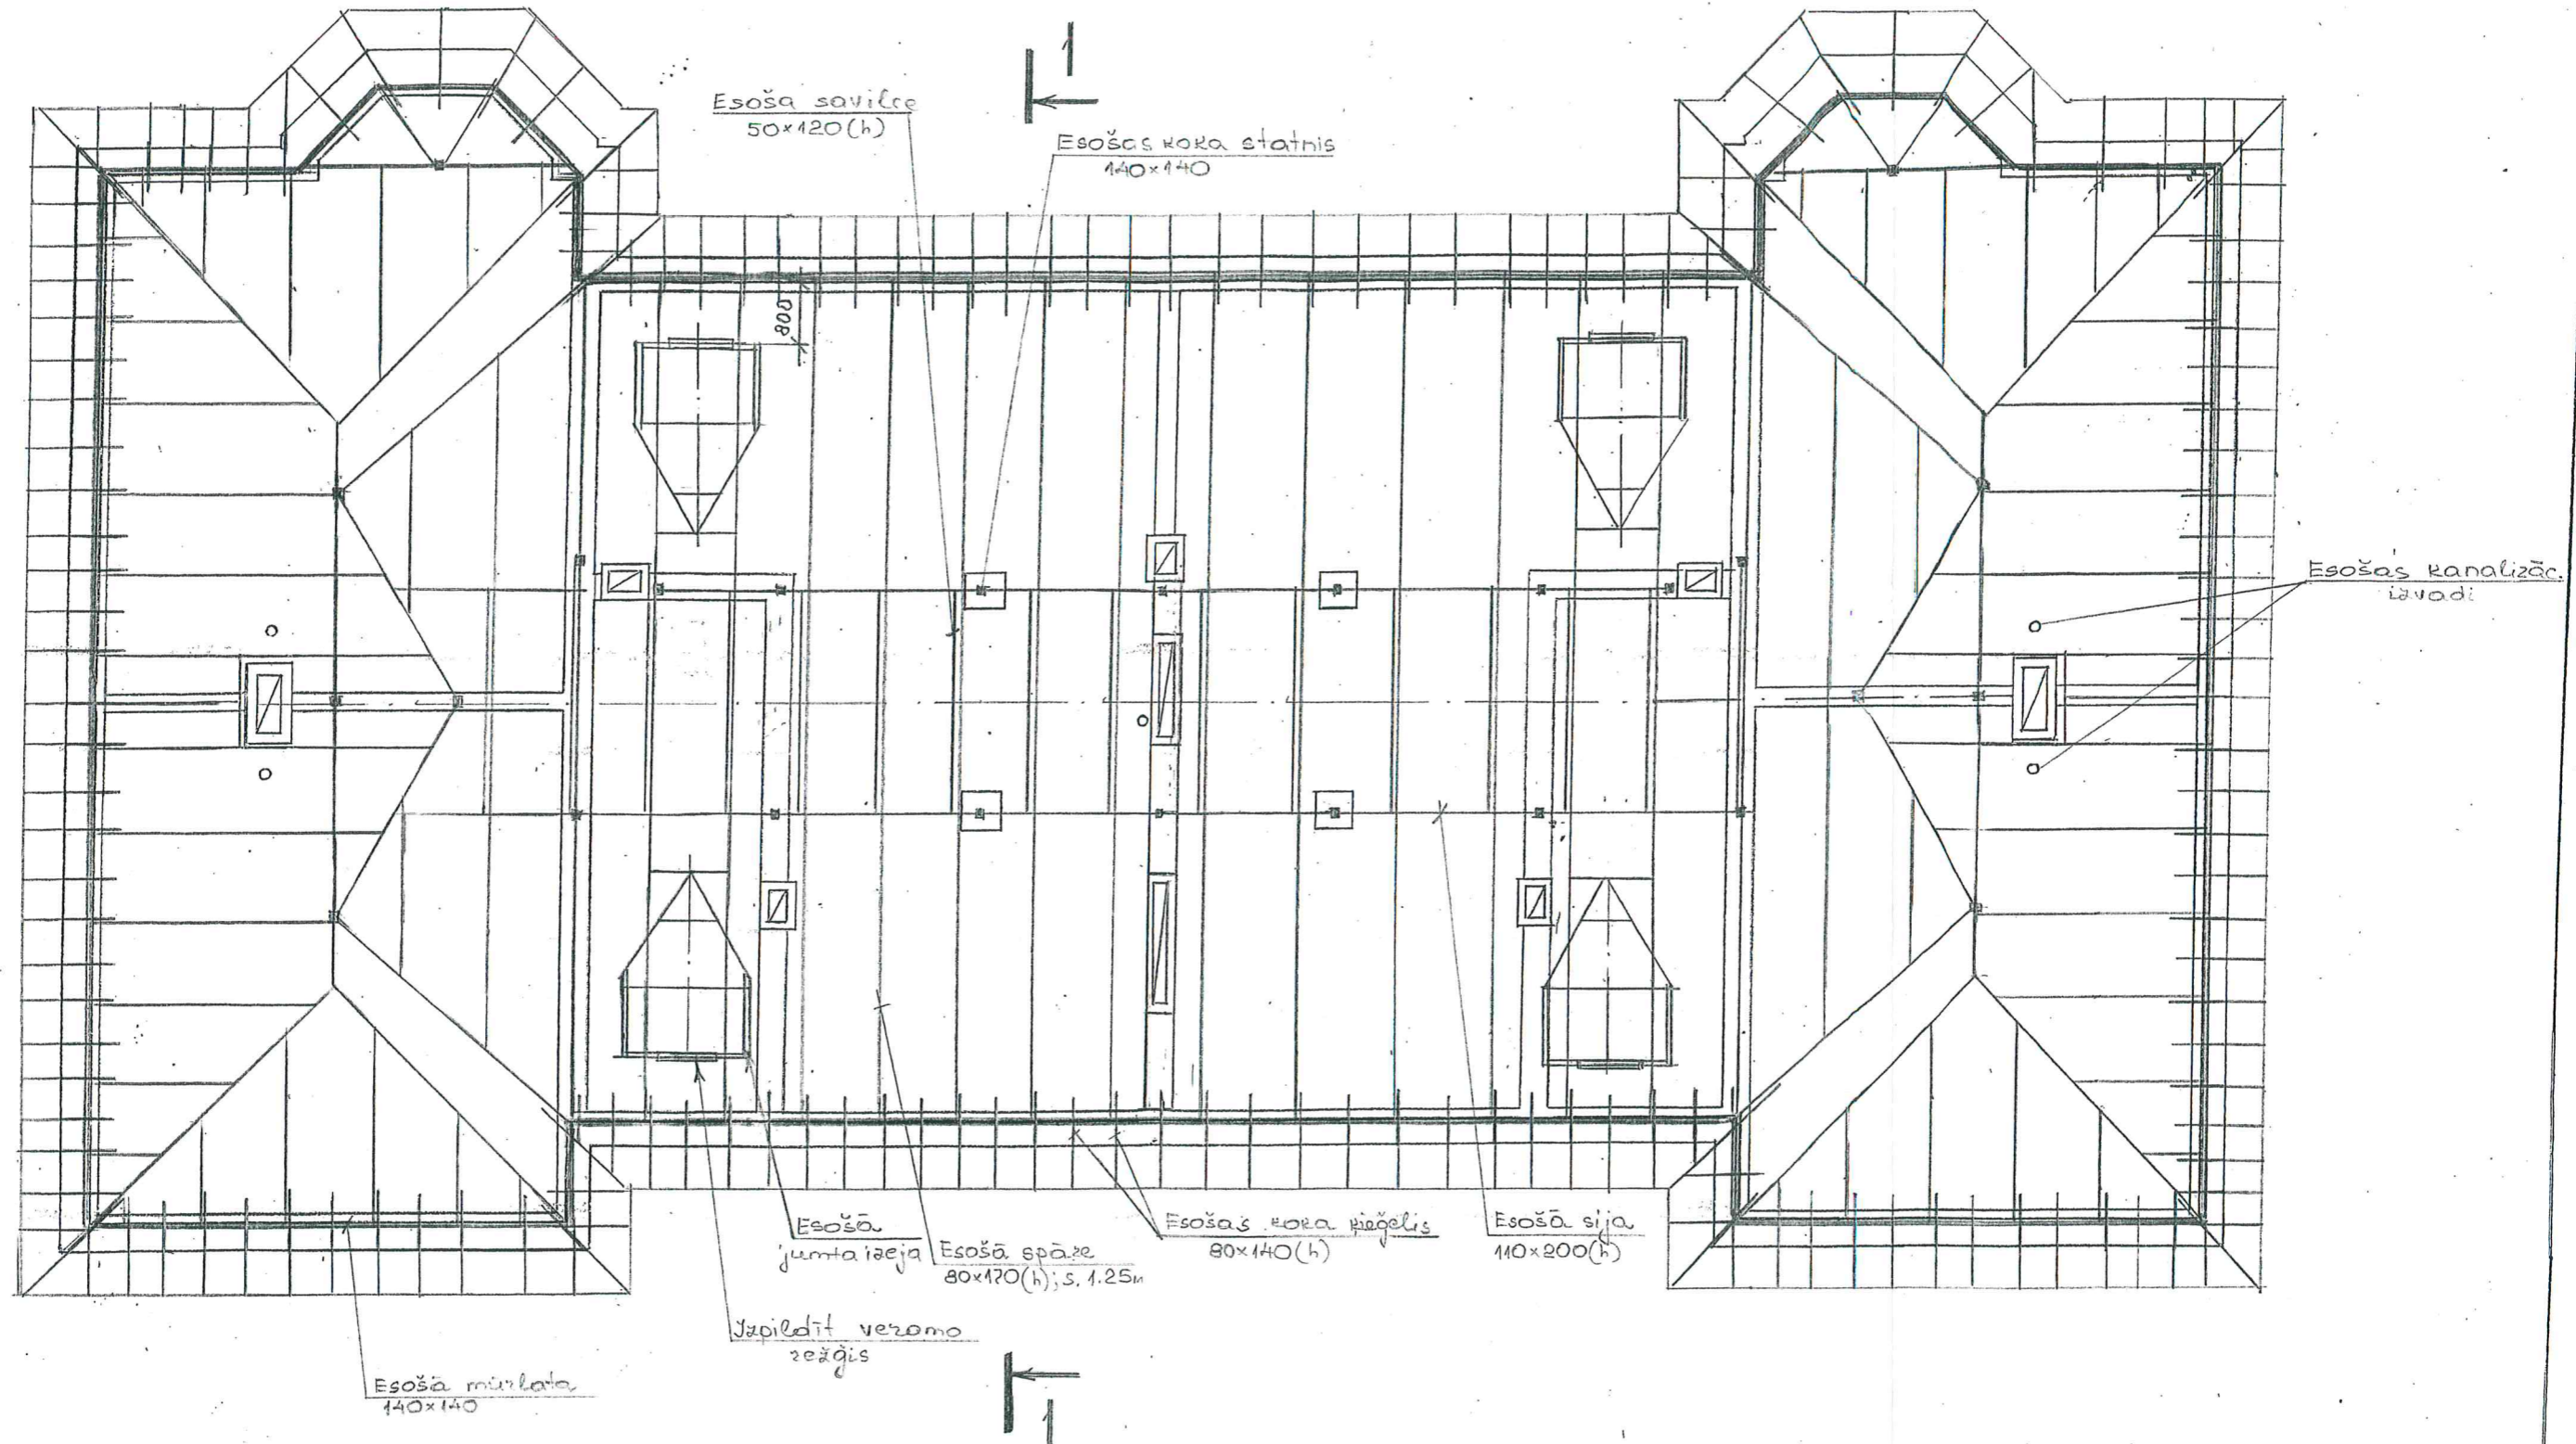 1
Esoša savilce
50×120(h)
Esošas koka statnis
140×140
800
Esošas kanalizāc.
izvadi
Esošā
jumta izeja
Esošā spāre
80×170(h); s. 1.25m
Esošas koka ķieģelis
80×140(h)
Esošā sija
110×200(h)
Izpildīt veramo
režģis
Esošā mūrlata
140×140
1